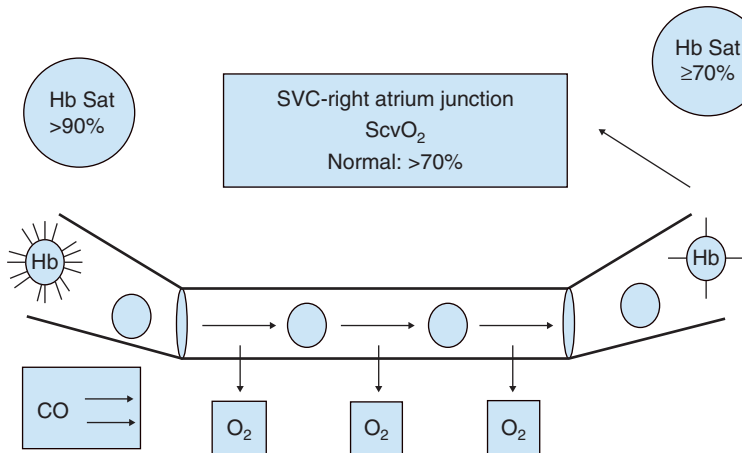 Hb Sat
>90%
SVC-right atrium junction
ScvO₂
Normal: >70%
Hb Sat
≥70%
Hb
Hb
CO
O₂
O₂
O₂